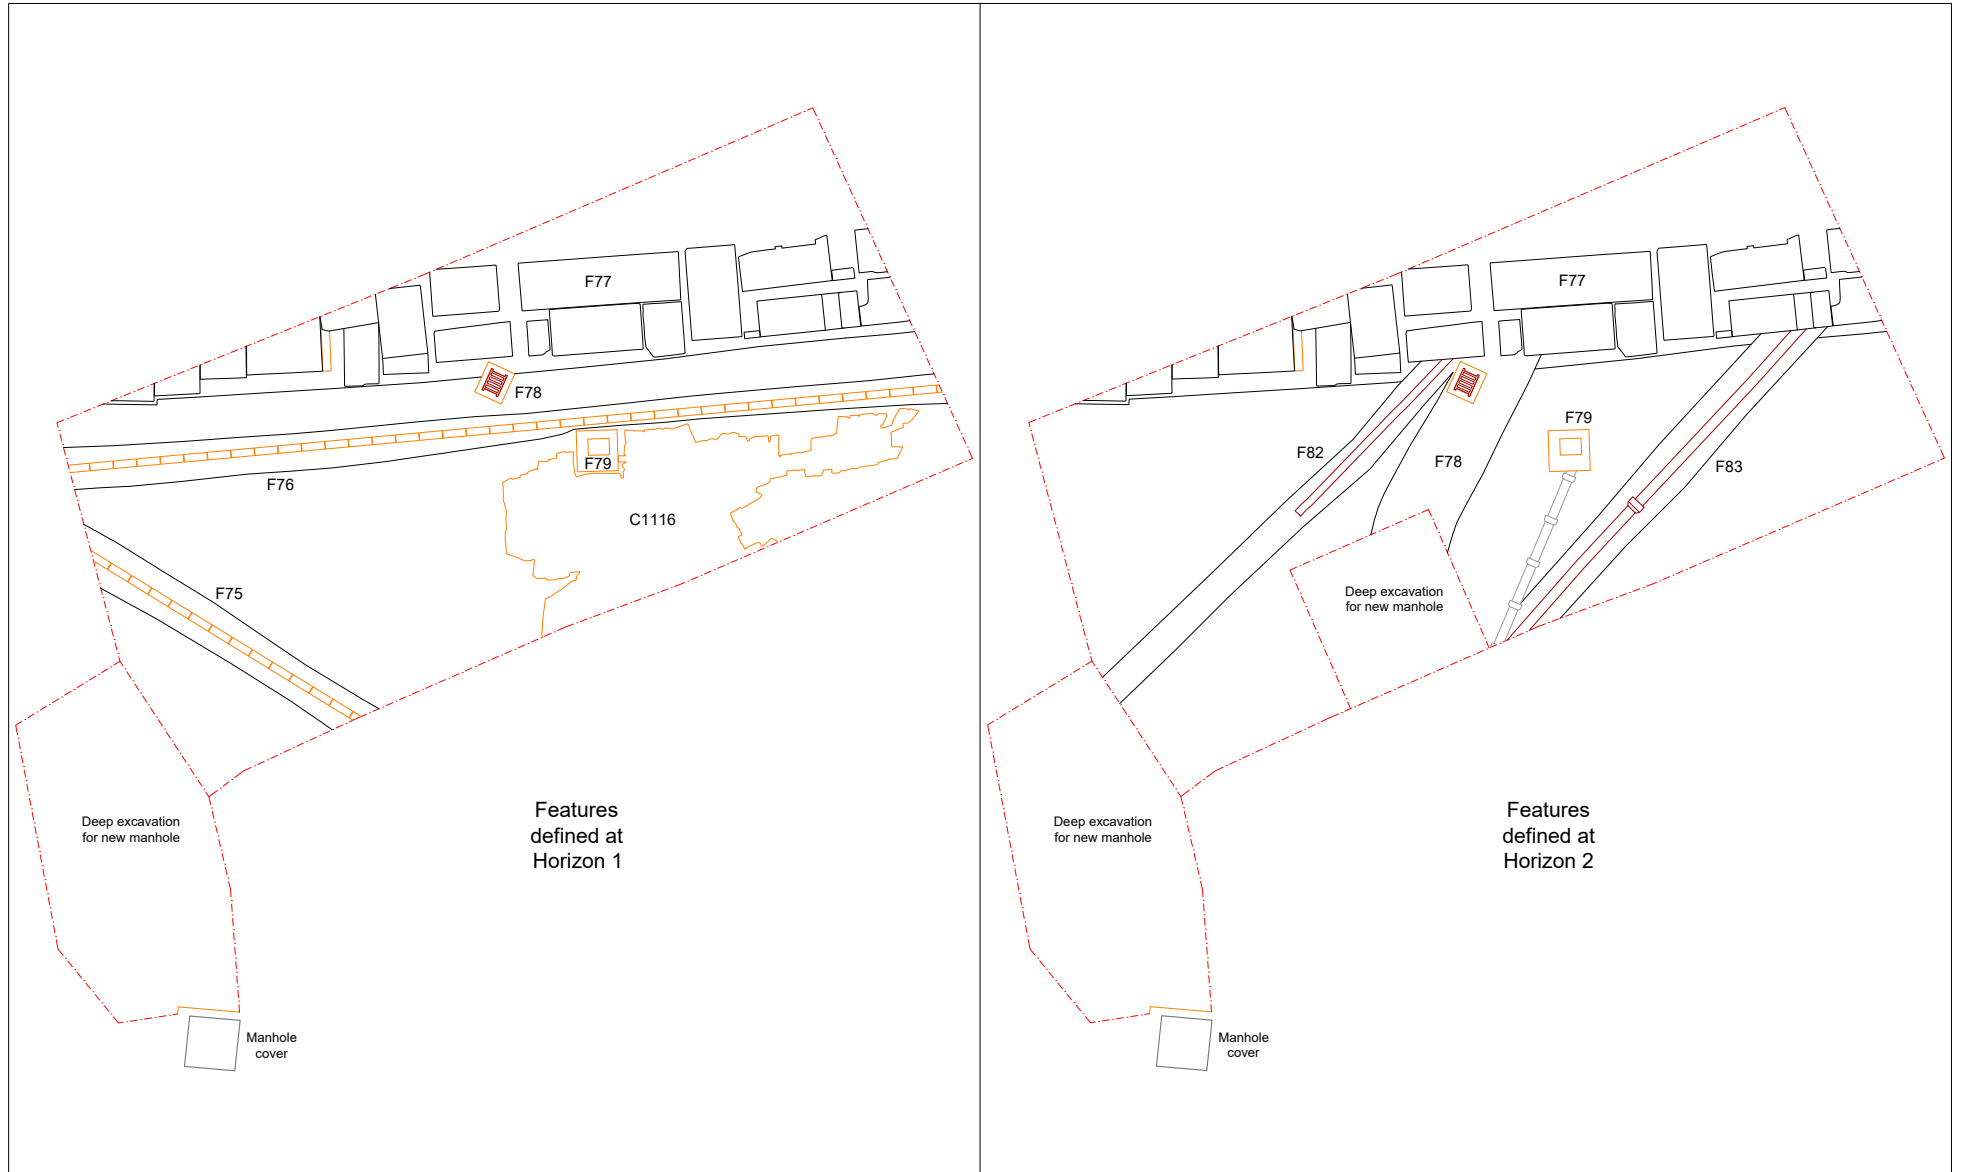 F77
F78
F79
F76
C1116
F75
Deep excavation
for new manhole
Features
defined at
Horizon 1
Manhole
cover
F77
F79
F82
F78
F83
Deep excavation
for new manhole
Deep excavation
for new manhole
Features
defined at
Horizon 2
Manhole
cover